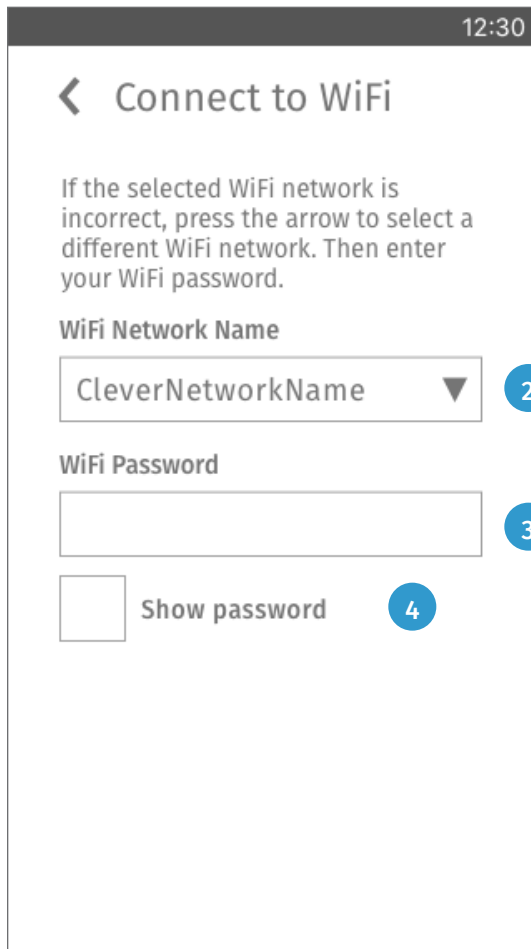 12:30
Connect to WiFi
If the selected WiFi network is
incorrect, press the arrow to select a
different WiFi network. Then enter
your WiFi password.
WiFi Network Name
CleverNetworkName
2
WiFi Password
3
Show password
4